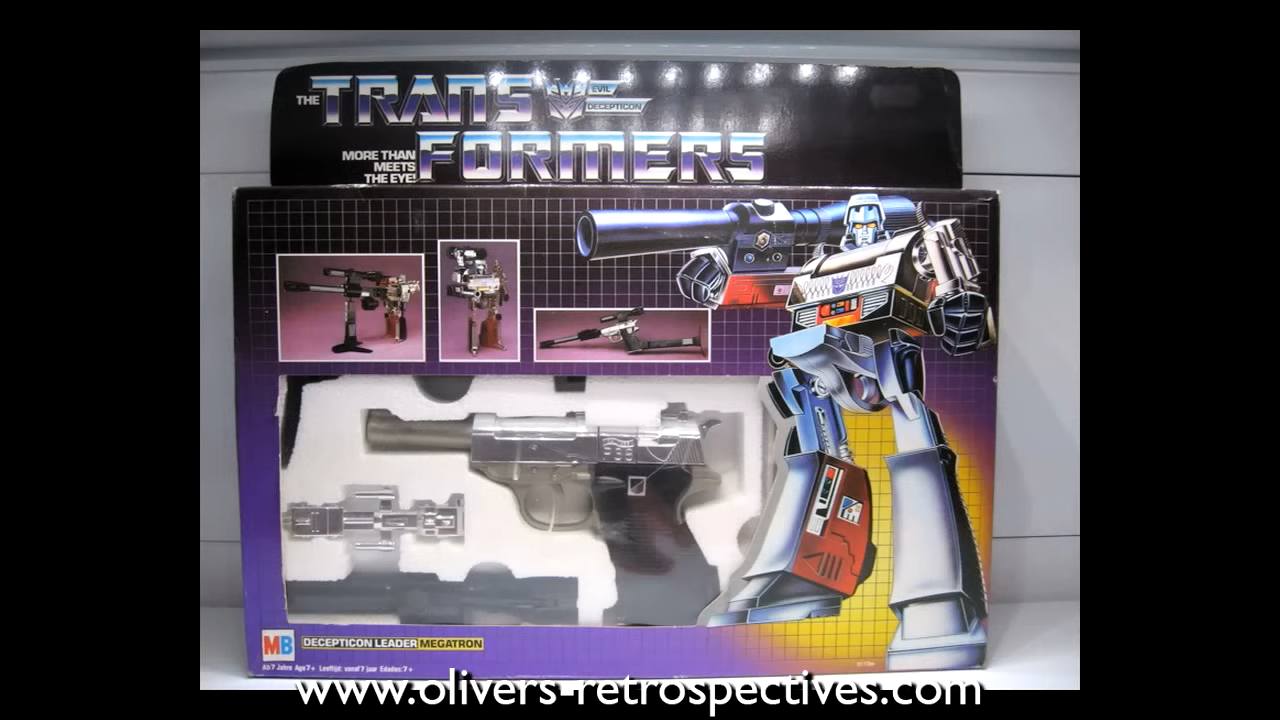 THE TRANS
EVIL
DECEPTICON
FORMERS
MORE THAN
MEETS
THE EYE!
MB
DECEPTICON LEADER MEGATRON
Ab 7 Jahre Age 7+ Leeftijd: vanaf 7 jaar Edades: 7+
www.olivers-retrospectives.com